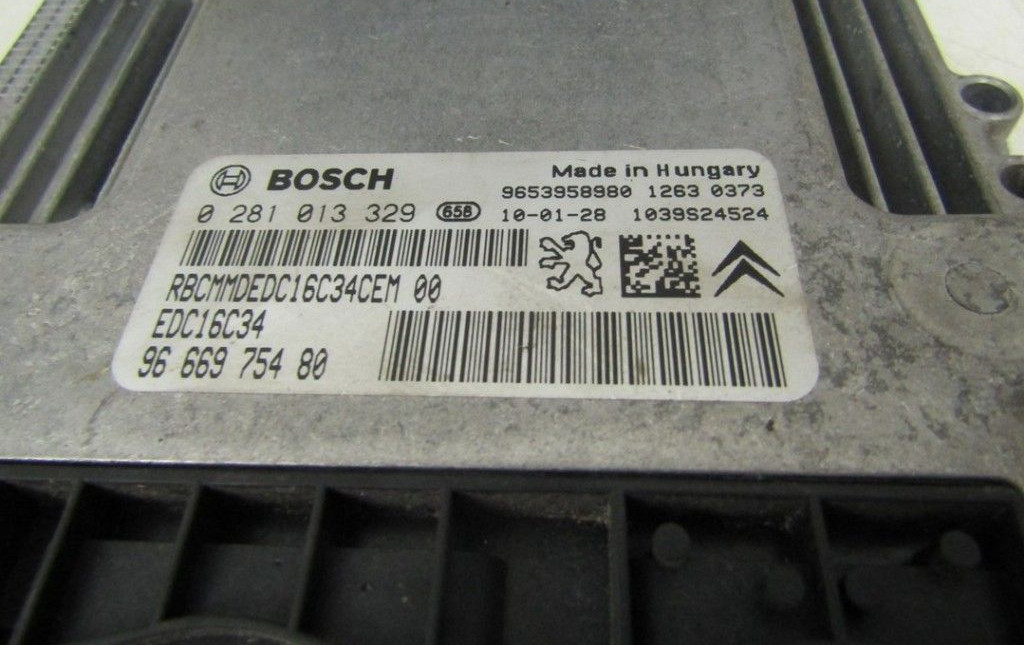 BOSCH
Made in Hungary
9653958980 1263 0373
0 281 013 329 658 10-01-28 1039S24524
RBCMMDEDC16C34CEM 00
EDC16C34
96 669 754 80